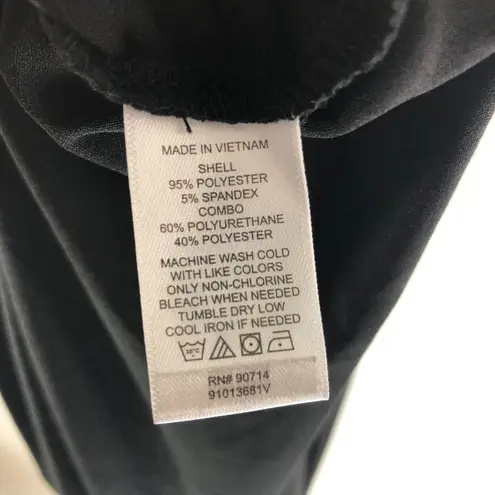 MADE IN VIETNAM
SHELL
95% POLYESTER
5% SPANDEX
COMBO
60% POLYURETHANE
40% POLYESTER
MACHINE WASH COLD
WITH LIKE COLORS
ONLY NON-CHLORINE
BLEACH WHEN NEEDED
TUMBLE DRY LOW
COOL IRON IF NEEDED
RN# 90714
91013681V